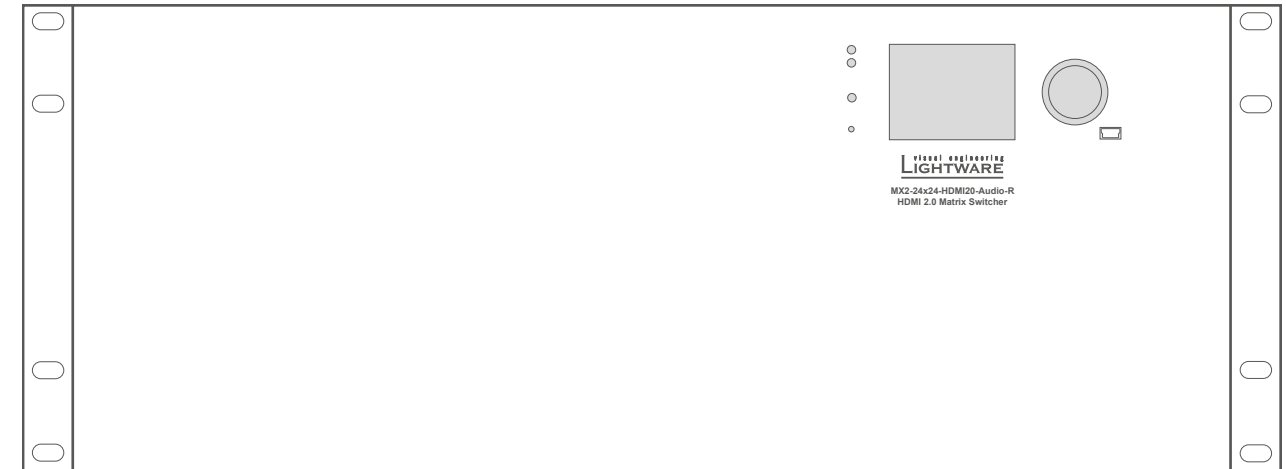 visual engineering
LIGHTWARE
MX2-24x24-HDMI20-Audio-R
HDMI 2.0 Matrix Switcher